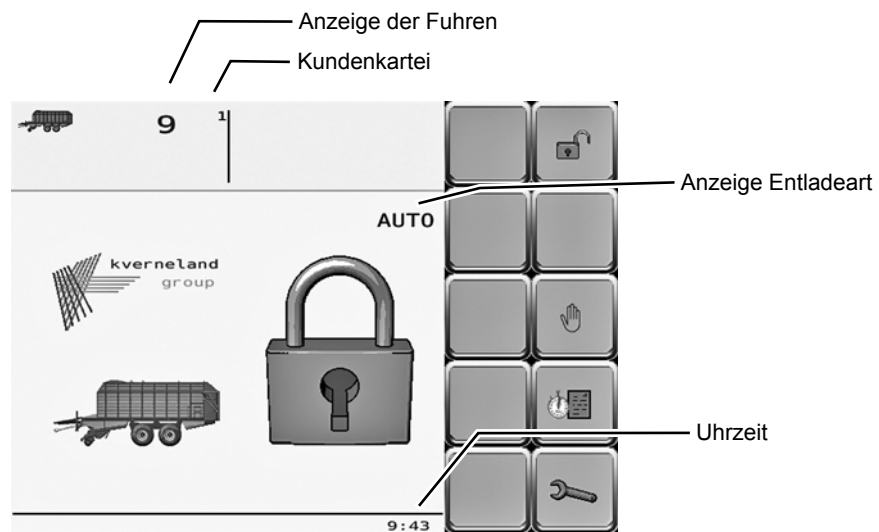 Anzeige der Fuhren
Kundenkartei
9 1
Anzeige Entladeart
AUTO
kverneland
group
Uhrzeit
9:43